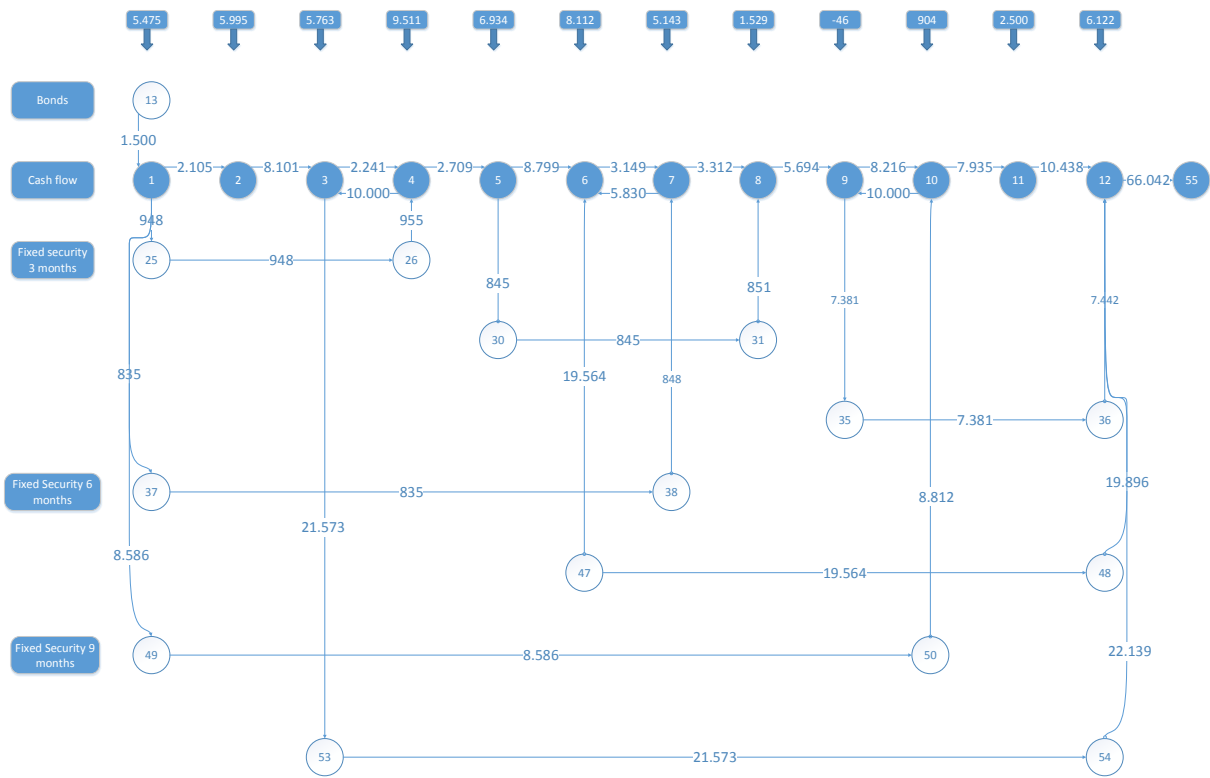 5.475 5.995 5.763 9.511 6.934 8.112 5.143 1.529 -46 904 2.500 6.122
Bonds
13
1.500
Cash flow
1 2.105 2 8.101 3 2.241 4 2.709 5 8.799 6 3.149 7 3.312 8 5.694 9 8.216 10 7.935 11 10.438 12 66.042 55
10.000 5.830 10.000
948 955
Fixed security
3 months
25 948 26
845 851 7.381 7.442
30 845 31
835 19.564 848
35 7.381 36
Fixed Security 6
months
37 835 38
19.896
8.812
21.573
8.586
47 19.564 48
Fixed Security 9
months
49 8.586 50
22.139
53 21.573 54